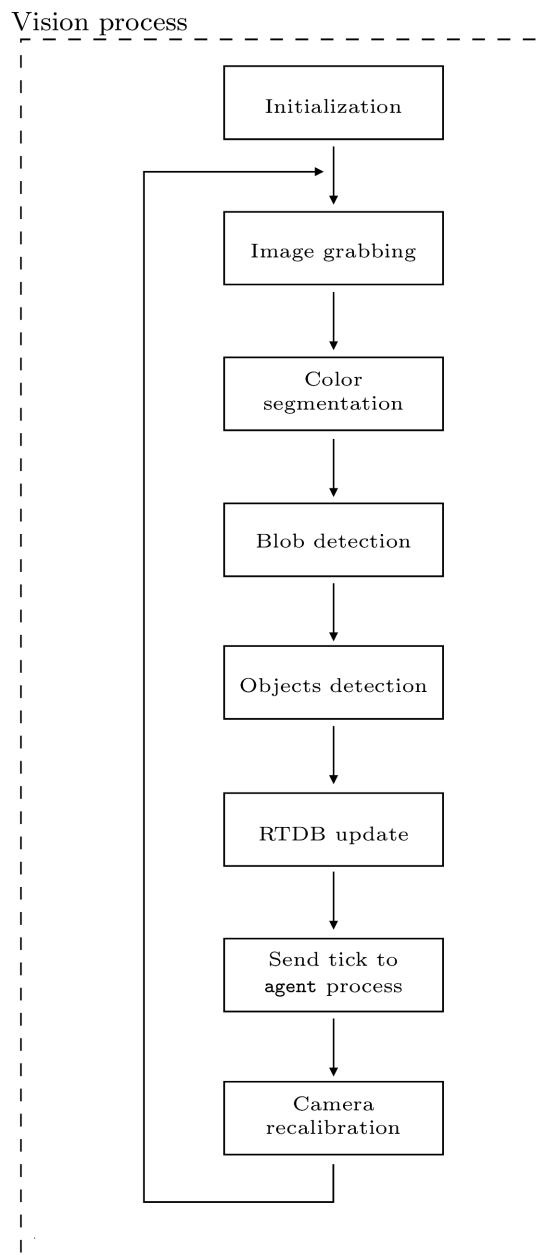 Vision process
Initialization
Image grabbing
Color
segmentation
Blob detection
Objects detection
RTDB update
Send tick to
agent process
Camera
recalibration